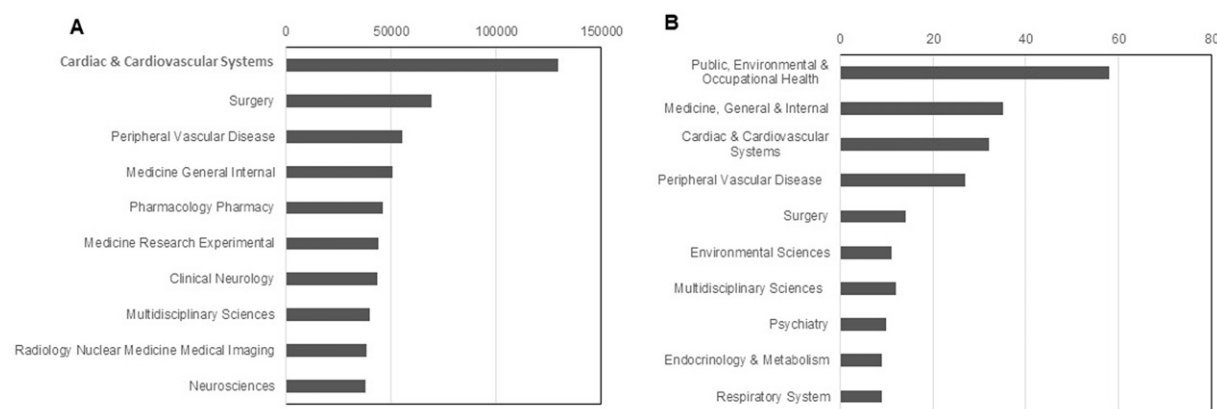 A
0 50000 100000 150000
Cardiac & Cardiovascular Systems
Surgery
Peripheral Vascular Disease
Medicine General Internal
Pharmacology Pharmacy
Medicine Research Experimental
Clinical Neurology
Multidisciplinary Sciences
Radiology Nuclear Medicine Medical Imaging
Neurosciences
B
0 20 40 60 80
Public, Environmental &
Occupational Health
Medicine, General & Internal
Cardiac & Cardiovascular
Systems
Peripheral Vascular Disease
Surgery
Environmental Sciences
Multidisciplinary Sciences
Psychiatry
Endocrinology & Metabolism
Respiratory System